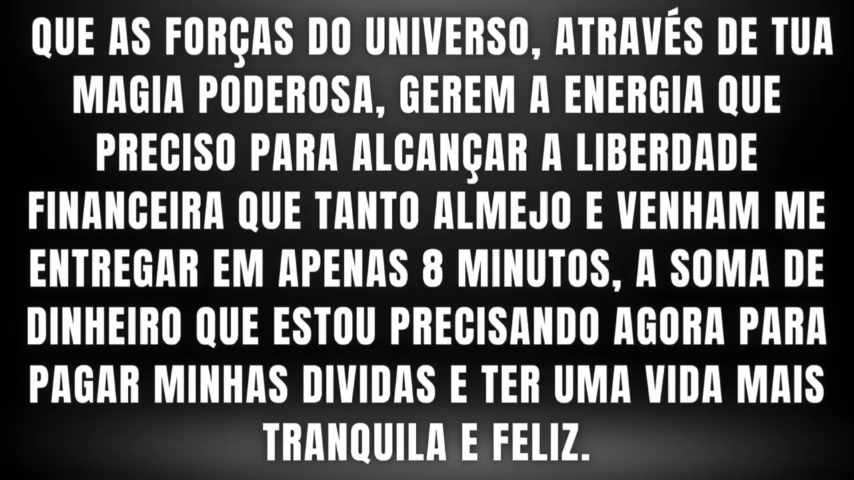 QUE AS FORÇAS DO UNIVERSO, ATRAVÉS DE TUA
MAGIA PODEROSA, GEREM A ENERGIA QUE
PRECISO PARA ALCANÇAR A LIBERDADE
FINANCEIRA QUE TANTO ALMEJO E VENHAM ME
ENTREGAR EM APENAS 8 MINUTOS, A SOMA DE
DINHEIRO QUE ESTOU PRECISANDO AGORA PARA
PAGAR MINHAS DIVIDAS E TER UMA VIDA MAIS
TRANQUILA E FELIZ.